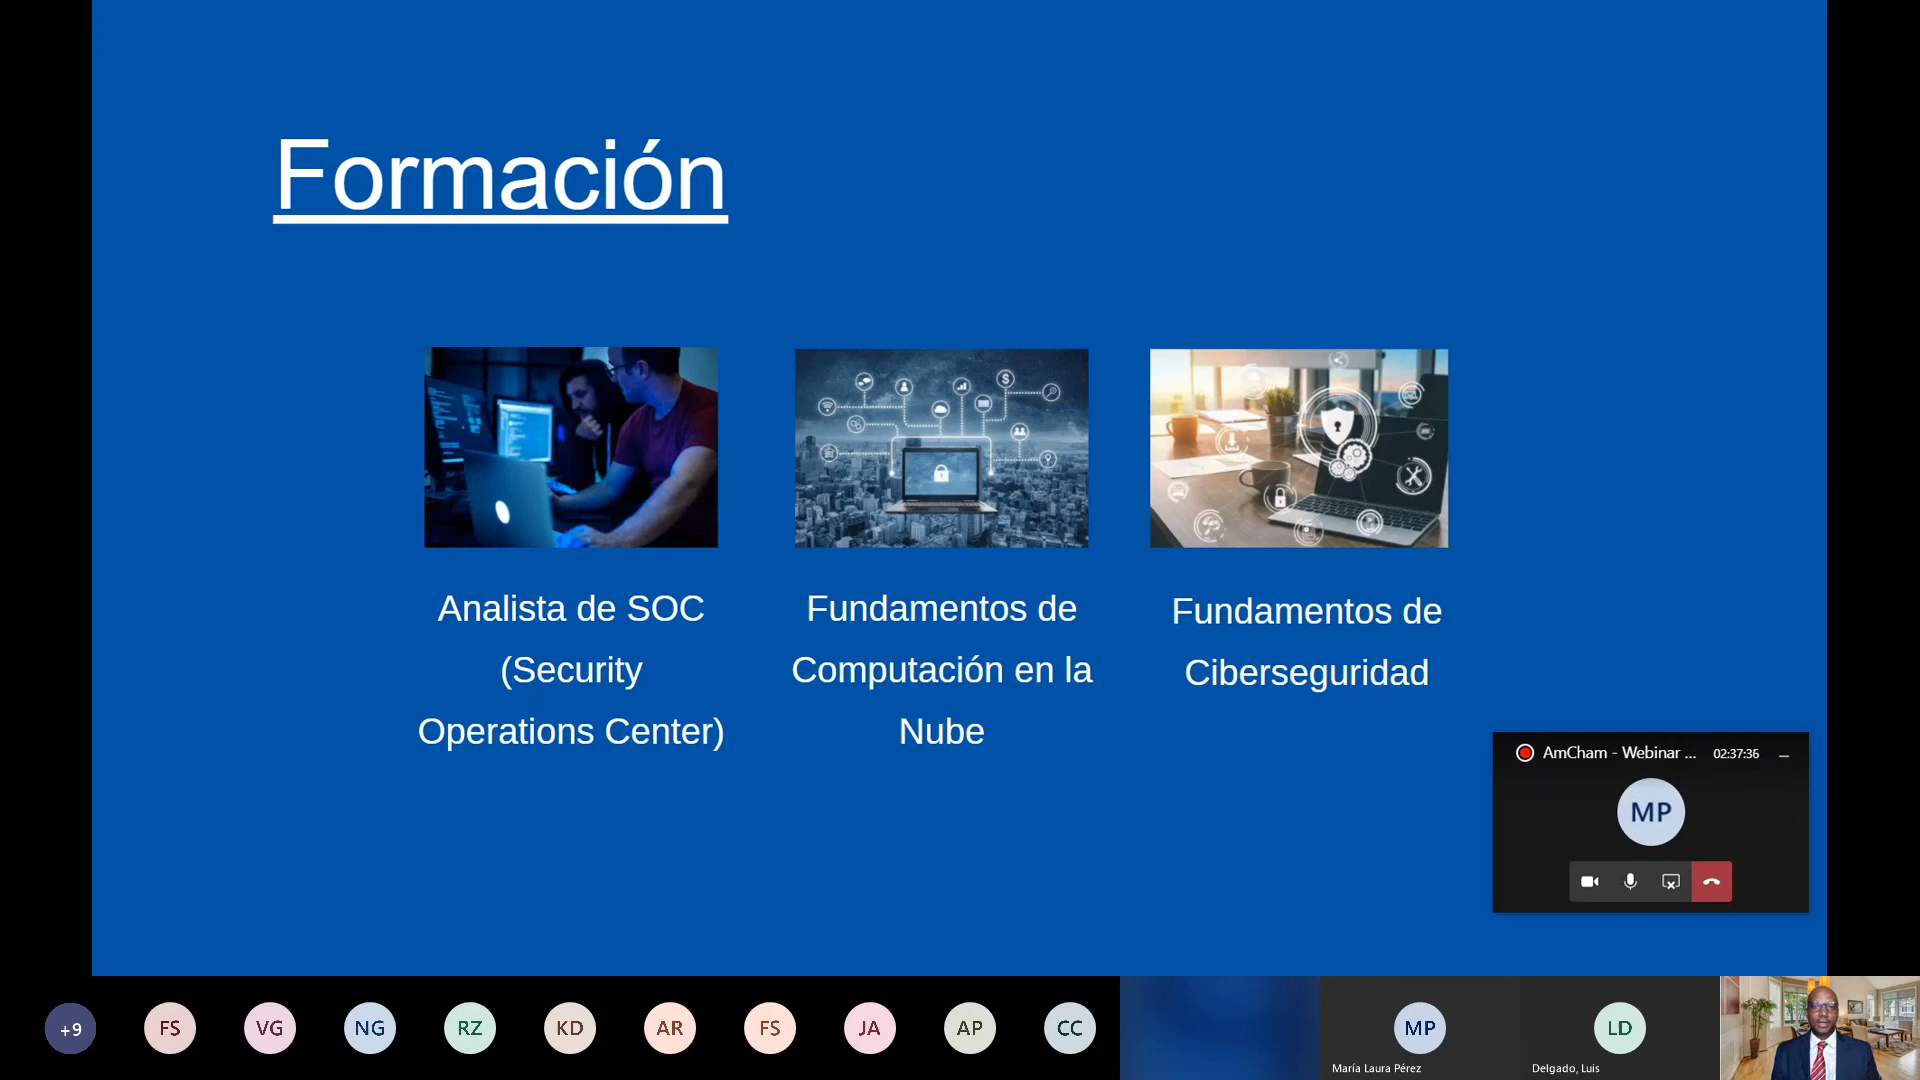 Formación
Analista de SOC
(Security
Operations Center)
Fundamentos de
Computación en la
Nube
Fundamentos de
Ciberseguridad
AmCham - Webinar ...
02:37:36
MP
+9
FS
VG
NG
RZ
KD
AR
FS
JA
AP
CC
MP
María Laura Pérez
LD
Delgado, Luis